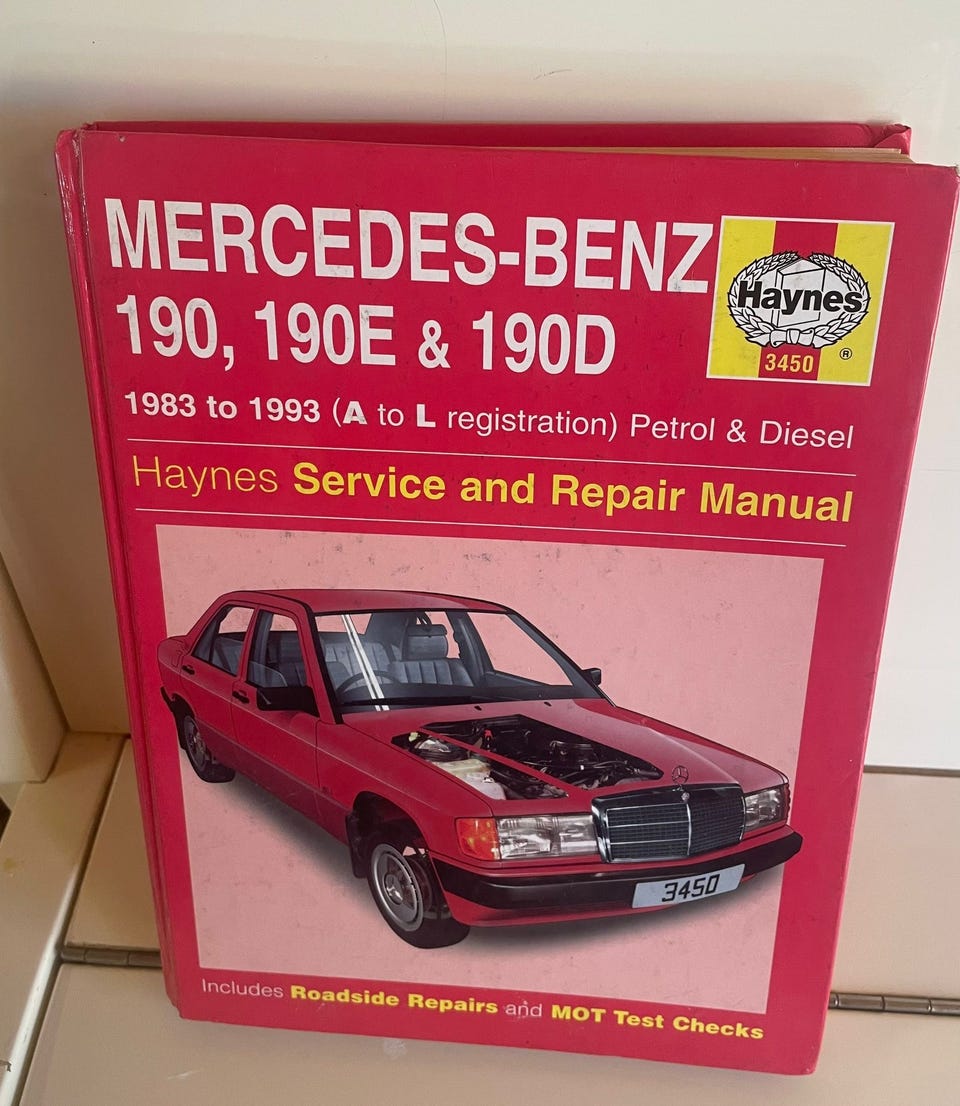 MERCEDES-BENZ
190, 190E & 190D
Haynes
3450
®
1983 to 1993 (A to L registration) Petrol & Diesel
Haynes Service and Repair Manual
3450
Includes Roadside Repairs and MOT Test Checks